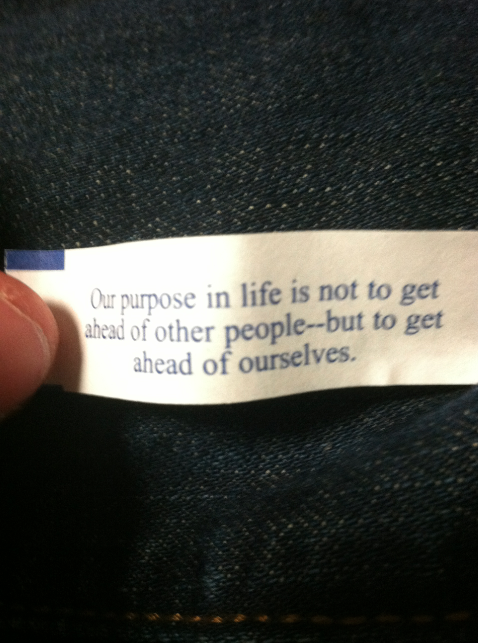 Our purpose in life is not to get
ahead of other people--but to get
ahead of ourselves.